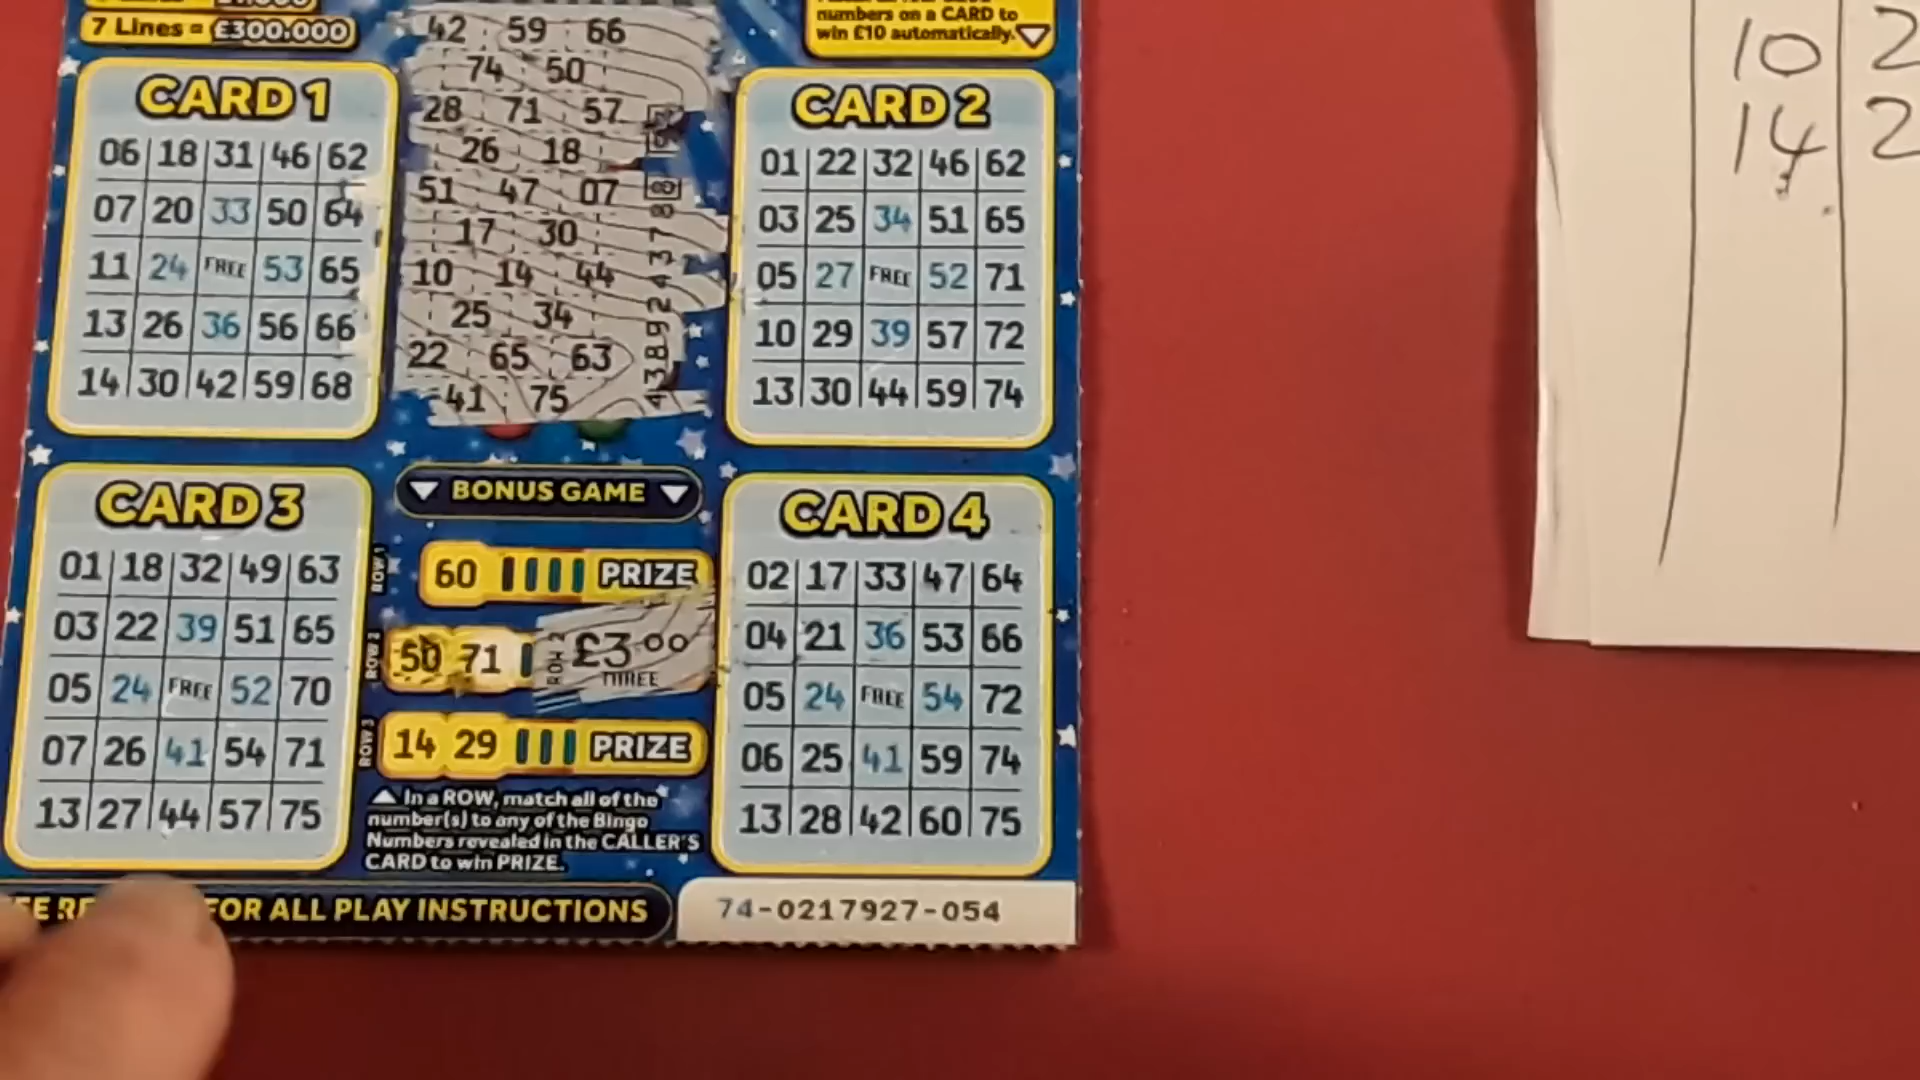 7 Lines = £300,000
numbers on a CARD to
win £10 automatically.
42 59 66
74 50
28 71 57
26 18
51 47 07
17 30
10 14 44
25 34
22 65 63
41 75
CARD 1
06 18 31 46 62
07 20 33 50 64
11 24 FREE 53 65
13 26 36 56 66
14 30 42 59 68
CARD 2
01 22 32 46 62
03 25 34 51 65
05 27 FREE 52 71
10 29 39 57 72
13 30 44 59 74
CARD 3
01 18 32 49 63
03 22 39 51 65
05 24 FREE 52 70
07 26 41 54 71
13 27 44 57 75
BONUS GAME
ROW 1 60 PRIZE
ROW 2 50 71 ROW 2 £3.00
THREE
ROW 3 14 29 PRIZE
In a ROW, match all of the
number(s) to any of the Bingo
Numbers revealed in the CALLER'S
CARD to win PRIZE.
CARD 4
02 17 33 47 64
04 21 36 53 66
05 24 FREE 54 72
06 25 41 59 74
13 28 42 60 75
FOR ALL PLAY INSTRUCTIONS
74-0217927-054
10 2
14 2